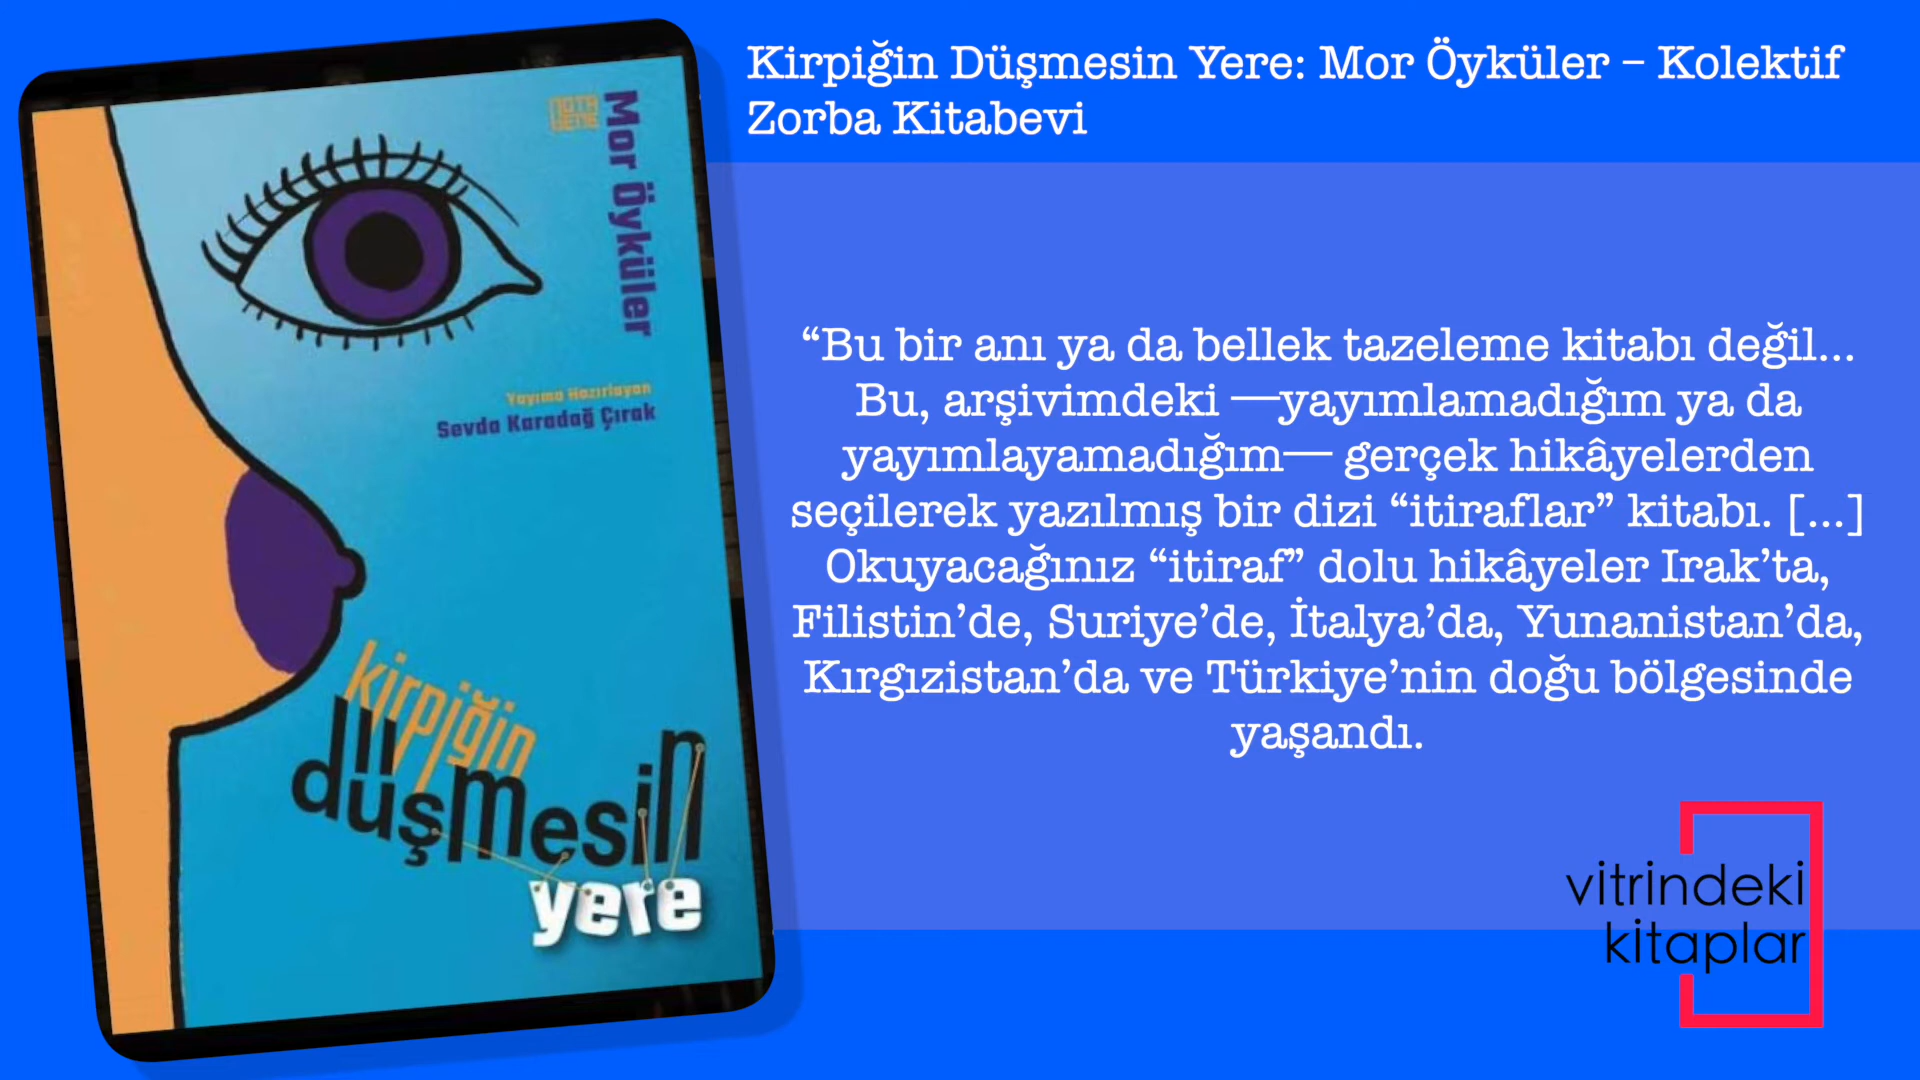 Kirpiğin Düşmesin Yere: Mor Öyküler – Kolektif
Zorba Kitabevi
NOTA
BENE
Mor Öyküler
Yayıma Hazırlayan
Sevda Karadağ Çırak
kirpiğin
düşmesin
yere
“Bu bir anı ya da bellek tazeleme kitabı değil…
Bu, arşivimdeki —yayımlamadığım ya da
yayımlayamadığım— gerçek hikâyelerden
seçilerek yazılmış bir dizi “itiraflar” kitabı. […]
Okuyacağınız “itiraf” dolu hikâyeler Irak’ta,
Filistin’de, Suriye’de, İtalya’da, Yunanistan’da,
Kırgızistan’da ve Türkiye’nin doğu bölgesinde
yaşandı.
vitrindeki
kitaplar